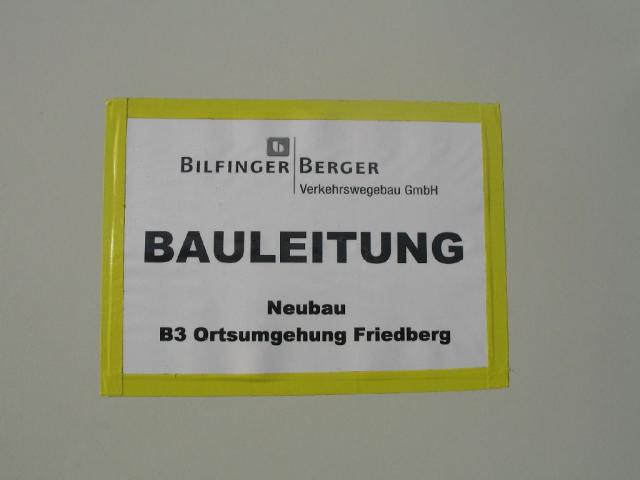 BILFINGER BERGER
Verkehrswegebau GmbH
BAULEITUNG
Neubau
B3 Ortsumgehung Friedberg